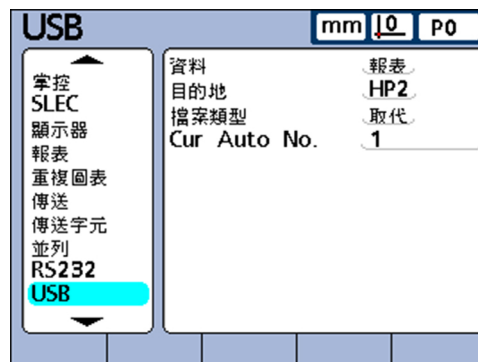 USB
mm 0 P0
掌控
SLEC
顯示器
報表
重複圖表
傳送
傳送字元
並列
RS232
USB
資料 報表
目的地 HP2
檔案類型 取代
Cur Auto No. 1